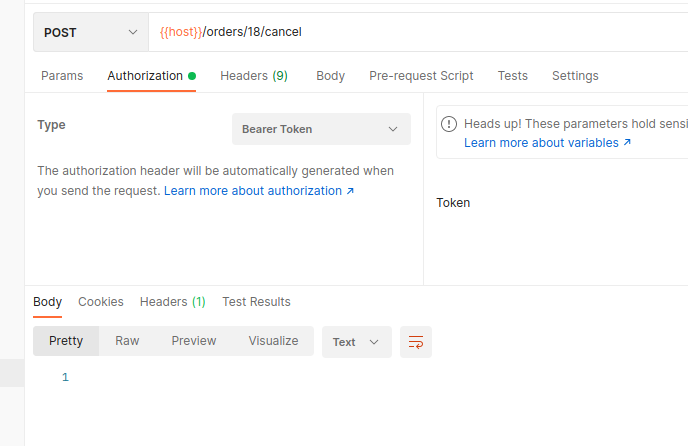 POST {{host}}/orders/18/cancel
Params Authorization Headers (9) Body Pre-request Script Tests Settings
Type Bearer Token
The authorization header will be automatically generated when
you send the request. Learn more about authorization ↗
Heads up! These parameters hold sensi
Learn more about variables ↗
Token
Body Cookies Headers (1) Test Results
Pretty Raw Preview Visualize Text
1